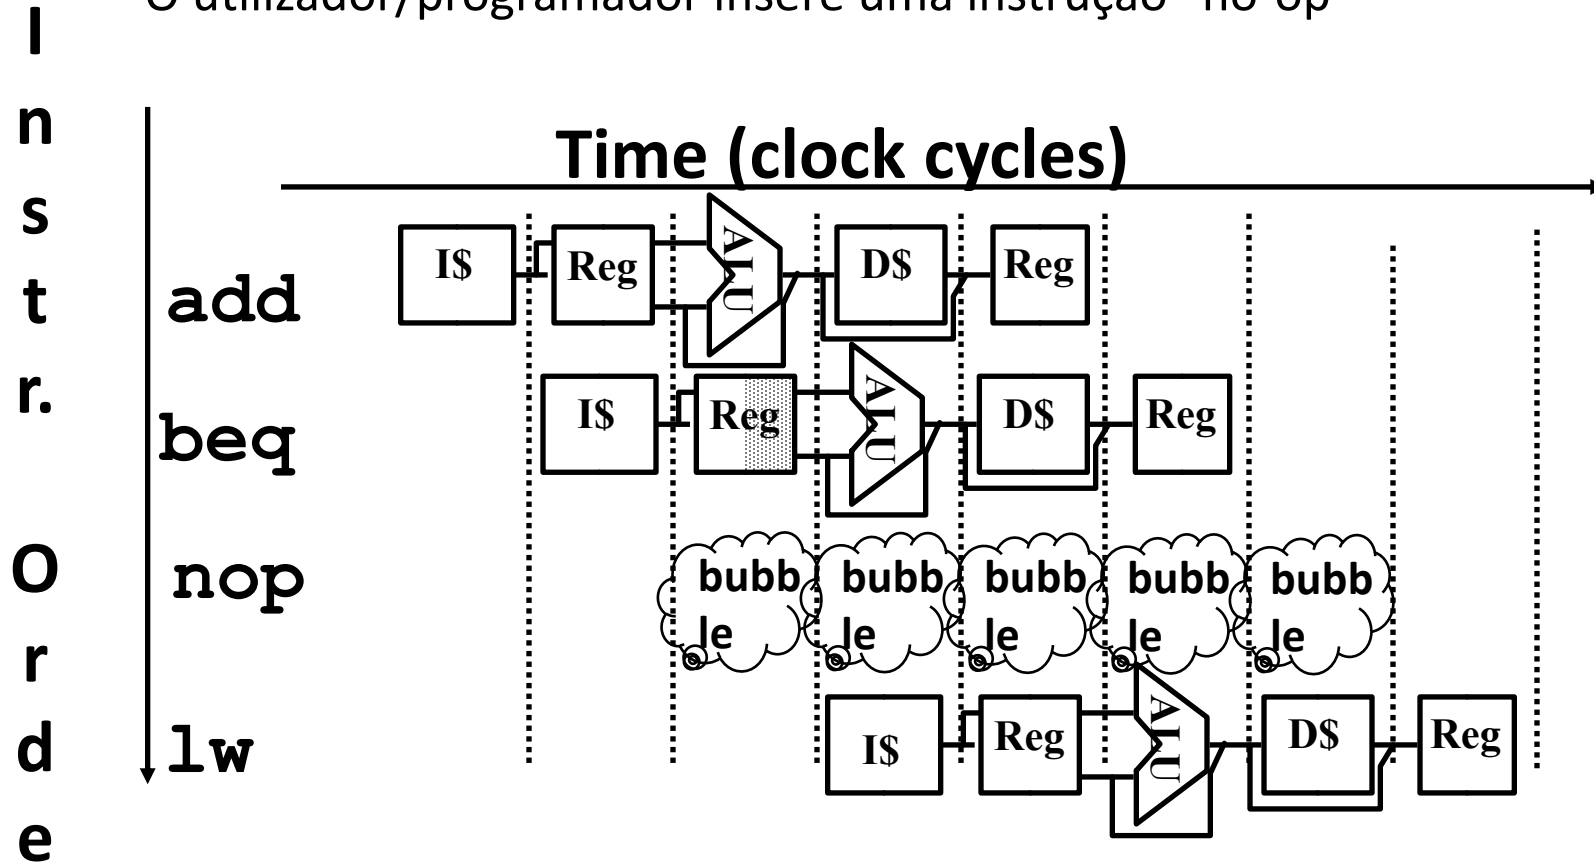 O utilizador/programador insere uma instrução "no op"
I
n
s
t
r.
O
r
d
e
Time (clock cycles)
add
I$
Reg
ALU
D$
Reg
beq
I$
Reg
ALU
D$
Reg
nop
bubb
le
bubb
le
bubb
le
bubb
le
bubb
le
lw
I$
Reg
ALU
D$
Reg